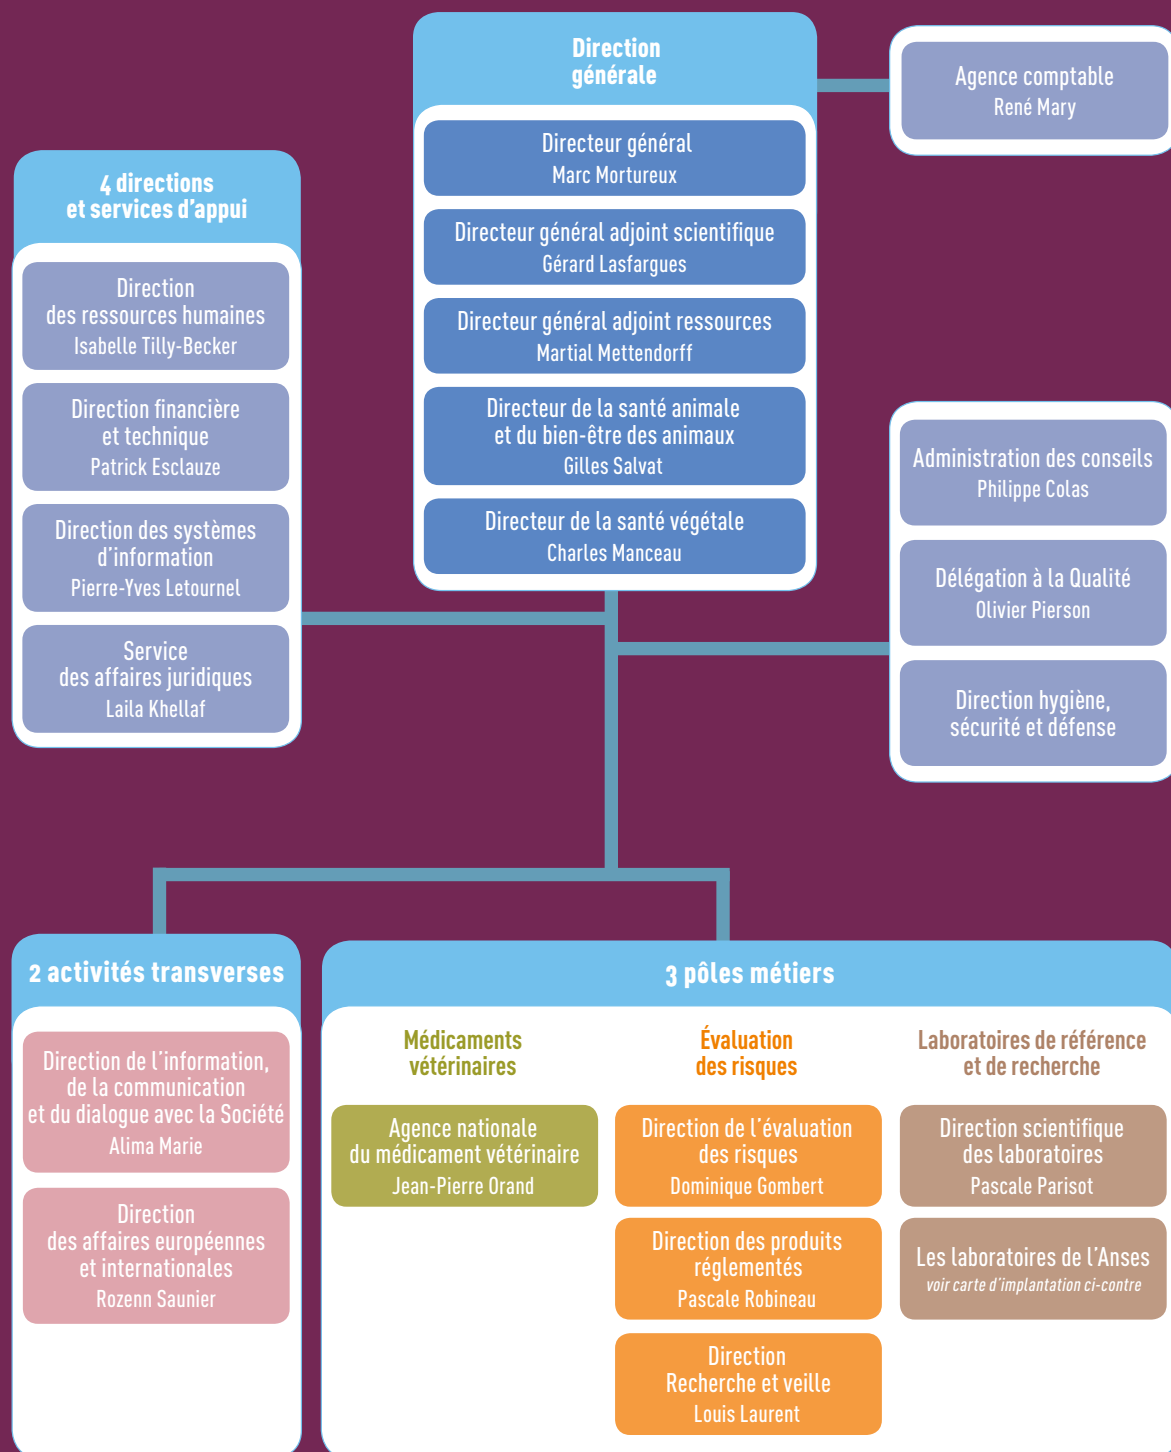 Direction
générale
Directeur général
Marc Mortureux
Directeur général adjoint scientifique
Gérard Lasfargues
Directeur général adjoint ressources
Martial Mettendorff
Directeur de la santé animale
et du bien-être des animaux
Gilles Salvat
Directeur de la santé végétale
Charles Manceau
Agence comptable
René Mary
4 directions
et services d'appui
Direction
des ressources humaines
Isabelle Tilly-Becker
Direction financière
et technique
Patrick Esclauze
Direction des systèmes
d'information
Pierre-Yves Letournel
Service
des affaires juridiques
Laila Khellaf
Administration des conseils
Philippe Colas
Délégation à la Qualité
Olivier Pierson
Direction hygiène,
sécurité et défense
2 activités transverses
Direction de l'information,
de la communication
et du dialogue avec la Société
Alima Marie
Direction
des affaires européennes
et internationales
Rozenn Saunier
3 pôles métiers
Médicaments
vétérinaires
Agence nationale
du médicament vétérinaire
Jean-Pierre Orand
Évaluation
des risques
Direction de l'évaluation
des risques
Dominique Gombert
Direction des produits
réglementés
Pascale Robineau
Direction
Recherche et veille
Louis Laurent
Laboratoires de référence
et de recherche
Direction scientifique
des laboratoires
Pascale Parisot
Les laboratoires de l'Anses
voir carte d'implantation ci-contre